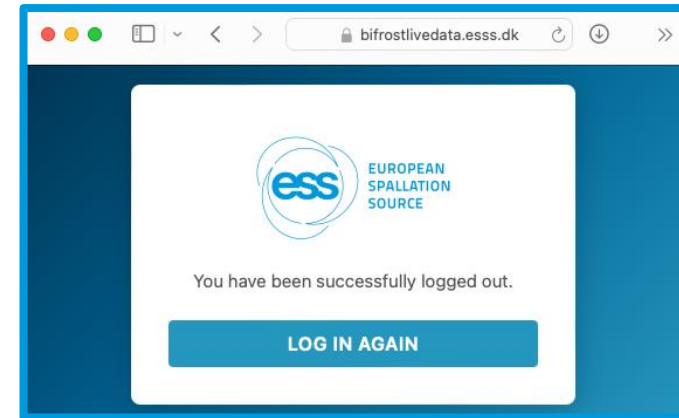 bifrostlivedata.esss.dk
ess
EUROPEAN
SPALLATION
SOURCE
You have been successfully logged out.
LOG IN AGAIN